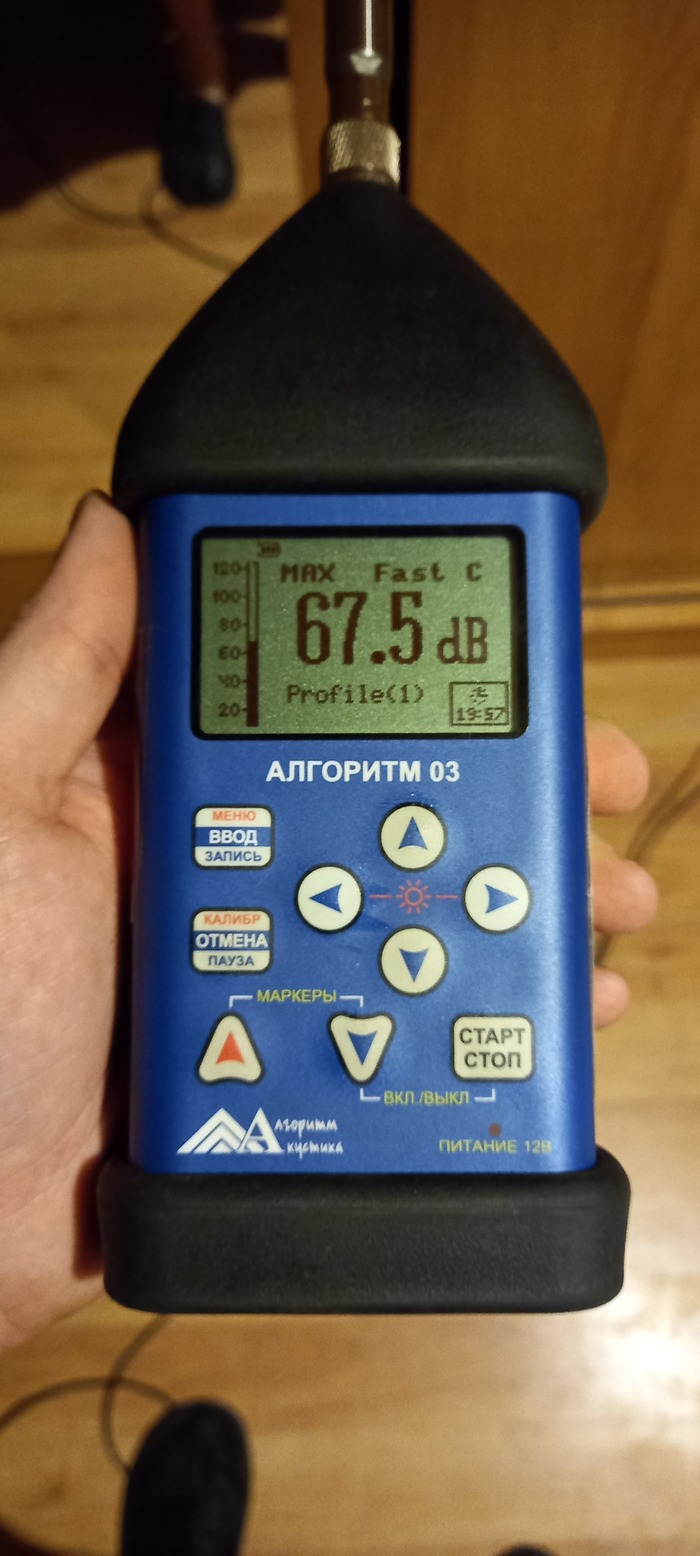 120
MAX Fast C
100
67.5 dB
80
60
40
Profile(1)
20
19:57
АЛГОРИТМ 03
МЕНЮ
ВВОД
ЗАПИСЬ
КАЛИБР
ОТМЕНА
ПАУЗА
МАРКЕРЫ
СТАРТ
СТОП
ВКЛ./ВЫКЛ
Алгоритм
Акустика
ПИТАНИЕ 12В